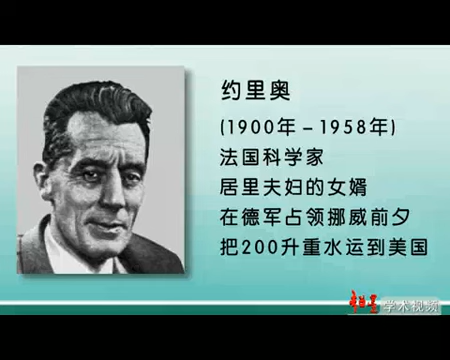 约里奥
(1900年－1958年)
法国科学家
居里夫妇的女婿
在德军占领挪威前夕
把200升重水运到美国
超星学术视频